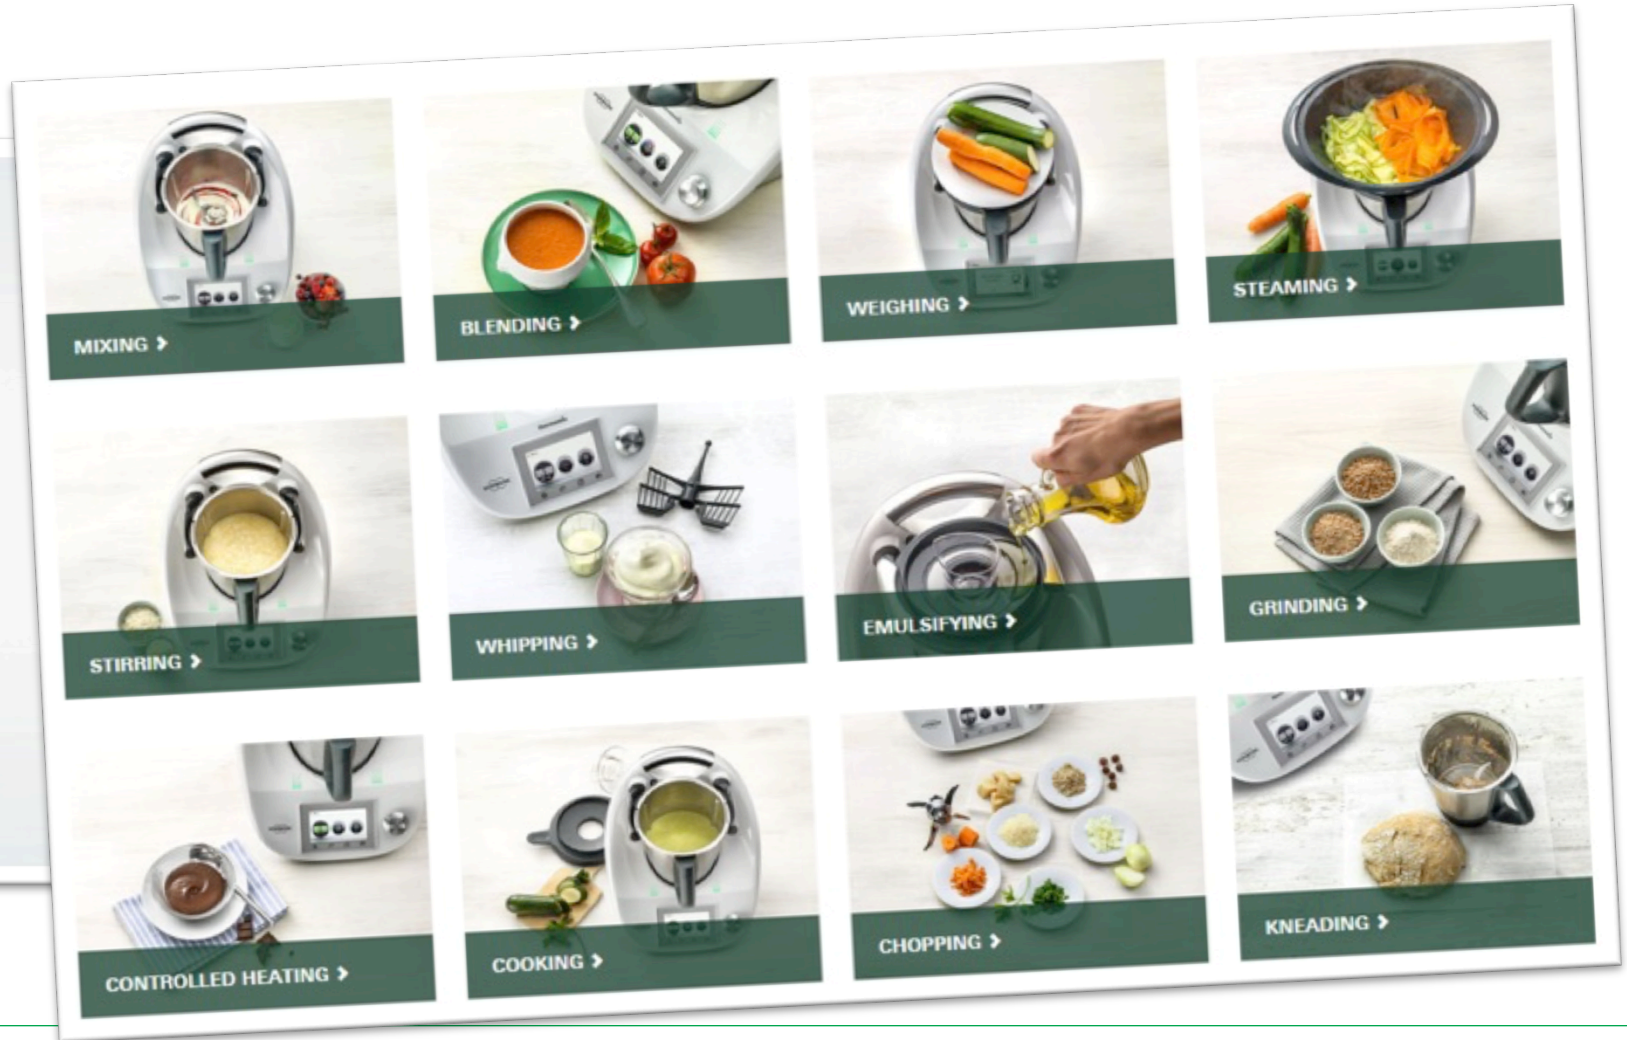 MIXING
BLENDING
WEIGHING
STEAMING
STIRRING
WHIPPING
EMULSIFYING
GRINDING
CONTROLLED HEATING
COOKING
CHOPPING
KNEADING